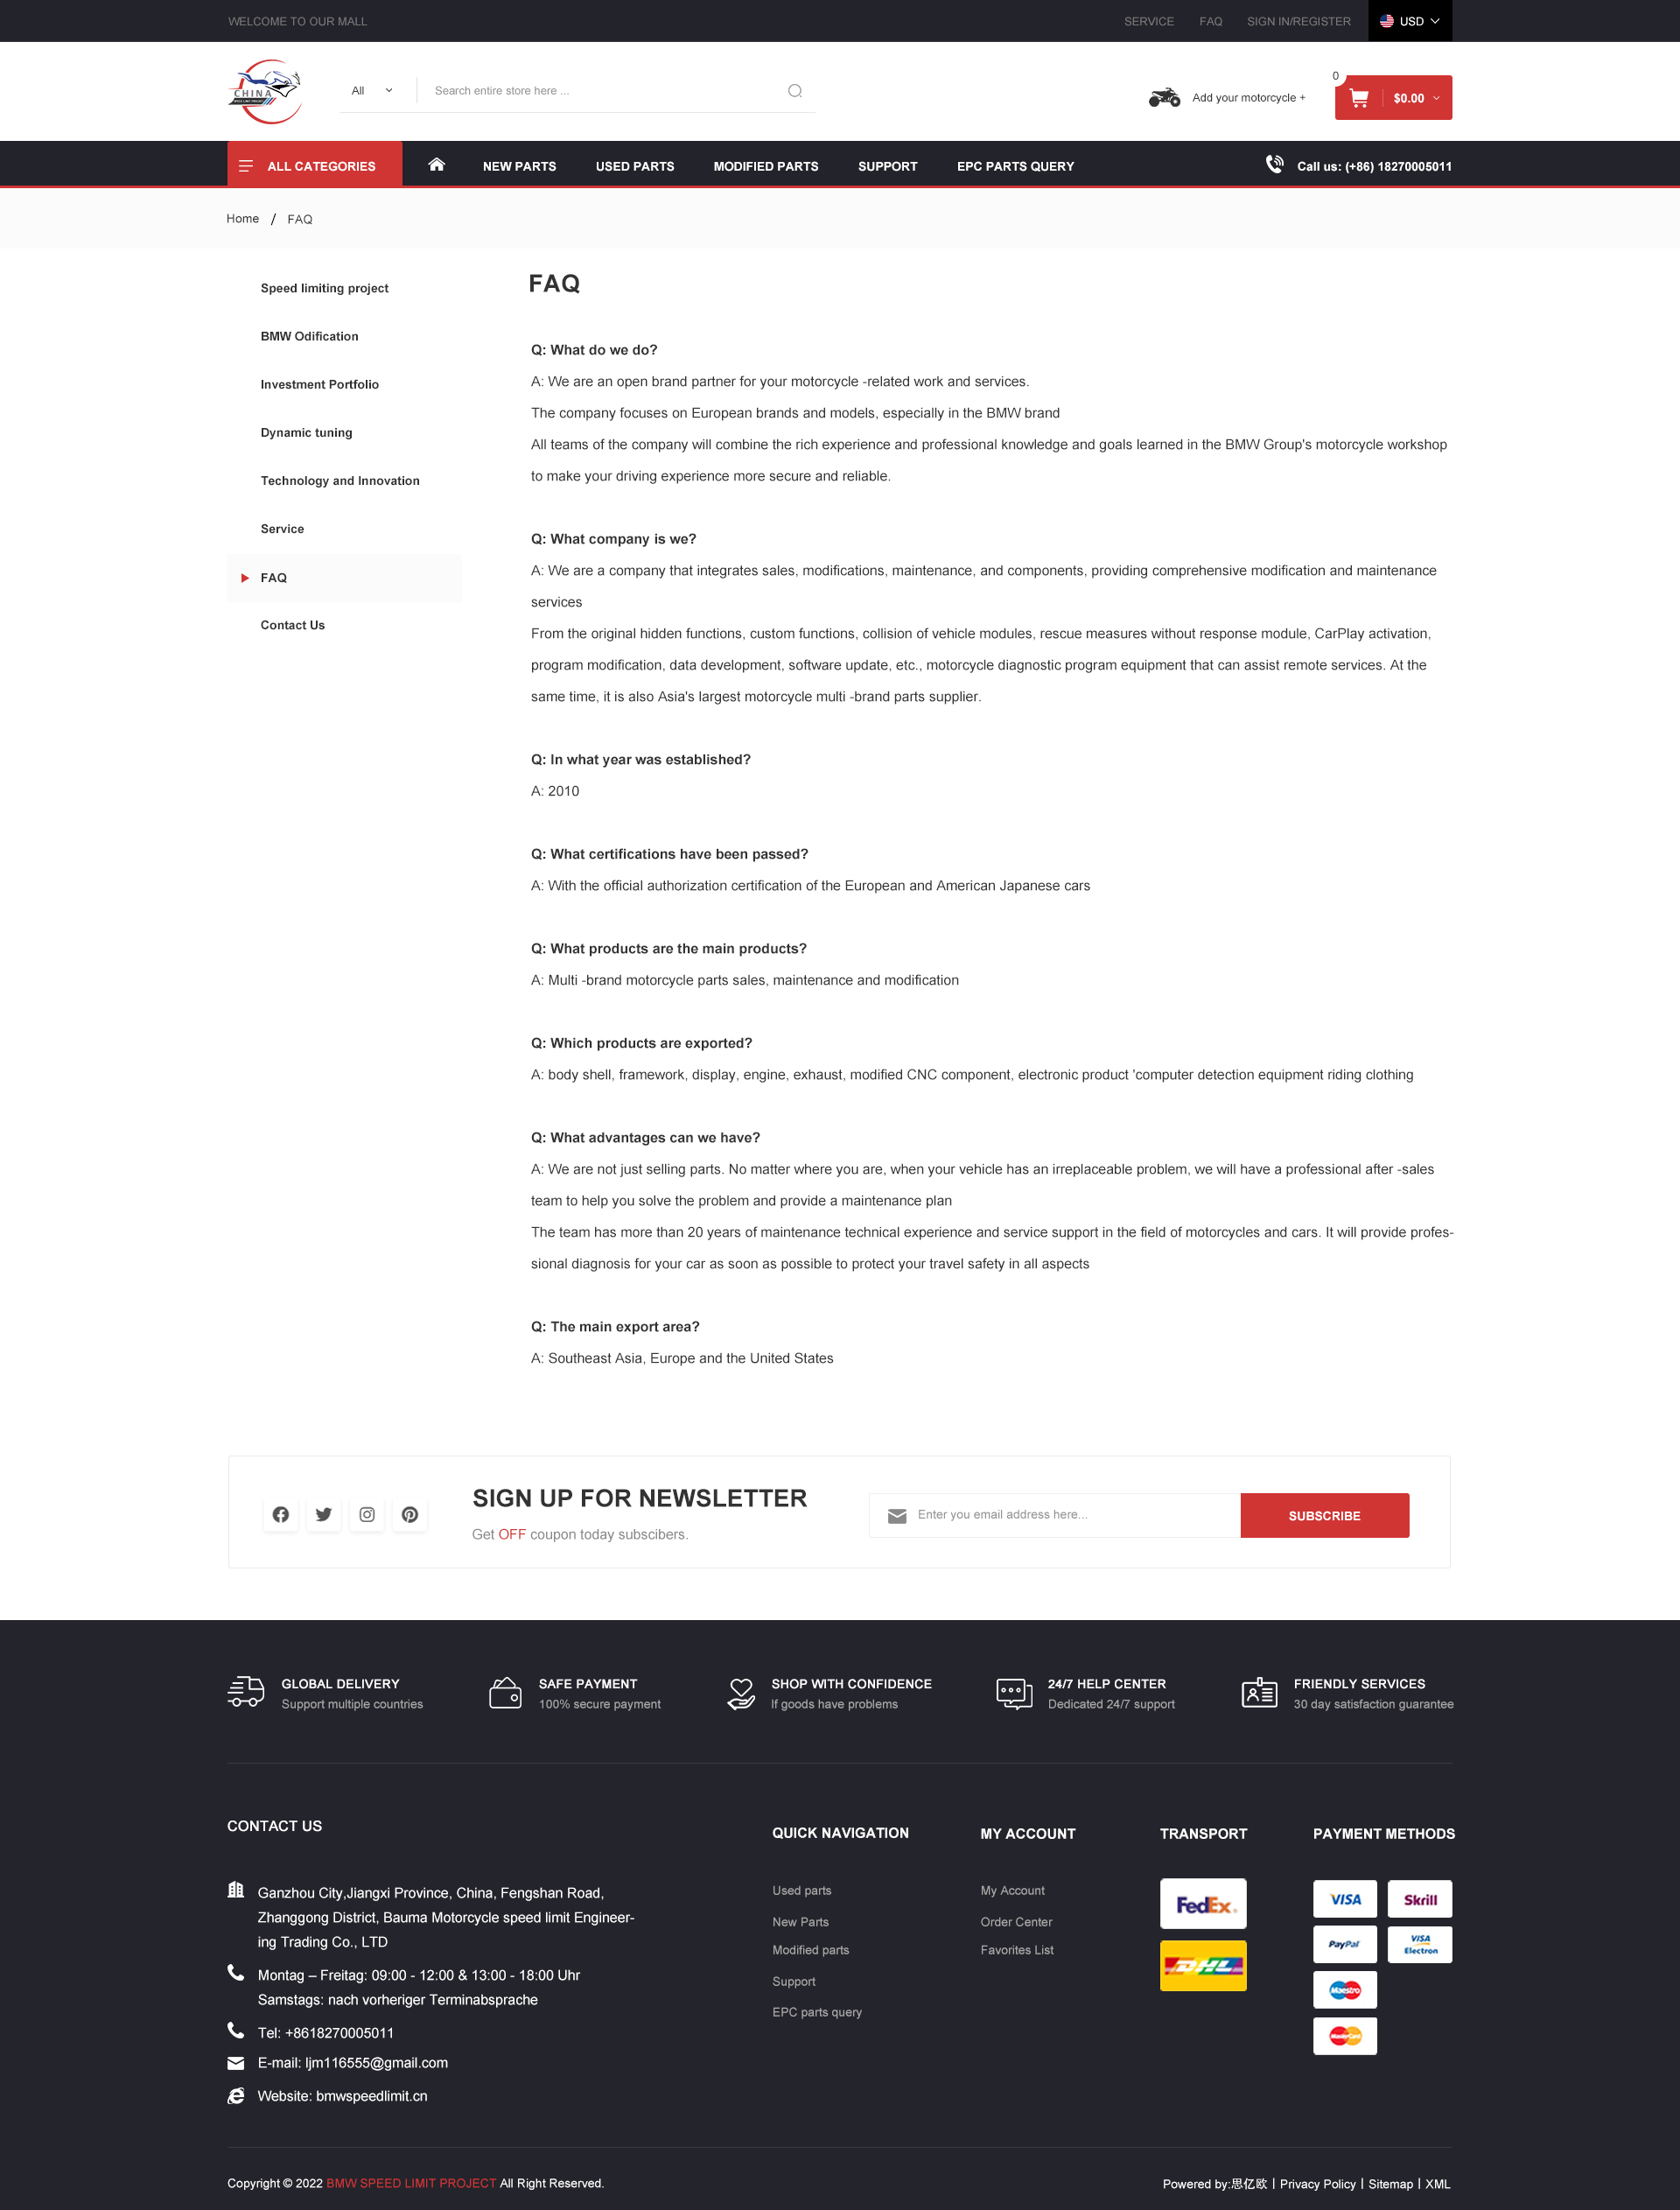 WELCOME TO OUR MALL
SERVICE FAQ SIGN IN/REGISTER USD
CHINA
All Search entire store here ...
Add your motorcycle +
0
$0.00
ALL CATEGORIES NEW PARTS USED PARTS MODIFIED PARTS SUPPORT EPC PARTS QUERY Call us: (+86) 18270005011
Home / FAQ
Speed limiting project
BMW Odification
Investment Portfolio
Dynamic tuning
Technology and Innovation
Service
FAQ
Contact Us
FAQ
Q: What do we do?
A: We are an open brand partner for your motorcycle -related work and services.
The company focuses on European brands and models, especially in the BMW brand
All teams of the company will combine the rich experience and professional knowledge and goals learned in the BMW Group's motorcycle workshop
to make your driving experience more secure and reliable.
Q: What company is we?
A: We are a company that integrates sales, modifications, maintenance, and components, providing comprehensive modification and maintenance
services
From the original hidden functions, custom functions, collision of vehicle modules, rescue measures without response module, CarPlay activation,
program modification, data development, software update, etc., motorcycle diagnostic program equipment that can assist remote services. At the
same time, it is also Asia's largest motorcycle multi -brand parts supplier.
Q: In what year was established?
A: 2010
Q: What certifications have been passed?
A: With the official authorization certification of the European and American Japanese cars
Q: What products are the main products?
A: Multi -brand motorcycle parts sales, maintenance and modification
Q: Which products are exported?
A: body shell, framework, display, engine, exhaust, modified CNC component, electronic product 'computer detection equipment riding clothing
Q: What advantages can we have?
A: We are not just selling parts. No matter where you are, when your vehicle has an irreplaceable problem, we will have a professional after -sales
team to help you solve the problem and provide a maintenance plan
The team has more than 20 years of maintenance technical experience and service support in the field of motorcycles and cars. It will provide profes-
sional diagnosis for your car as soon as possible to protect your travel safety in all aspects
Q: The main export area?
A: Southeast Asia, Europe and the United States
SIGN UP FOR NEWSLETTER
Get OFF coupon today subscibers.
Enter you email address here...
SUBSCRIBE
GLOBAL DELIVERY
Support multiple countries
SAFE PAYMENT
100% secure payment
SHOP WITH CONFIDENCE
If goods have problems
24/7 HELP CENTER
Dedicated 24/7 support
FRIENDLY SERVICES
30 day satisfaction guarantee
CONTACT US
Ganzhou City,Jiangxi Province, China, Fengshan Road,
Zhanggong District, Bauma Motorcycle speed limit Engineer-
ing Trading Co., LTD
Montag – Freitag: 09:00 - 12:00 & 13:00 - 18:00 Uhr
Samstags: nach vorheriger Terminabsprache
Tel: +8618270005011
E-mail: ljm116555@gmail.com
Website: bmwspeedlimit.cn
QUICK NAVIGATION
Used parts
New Parts
Modified parts
Support
EPC parts query
MY ACCOUNT
My Account
Order Center
Favorites List
TRANSPORT
FedEx
DHL
PAYMENT METHODS
VISA
Skrill
PayPal
VISA
Electron
Maestro
MasterCard
Copyright © 2022 BMW SPEED LIMIT PROJECT All Right Reserved.
Powered by:思亿欧 | Privacy Policy | Sitemap | XML